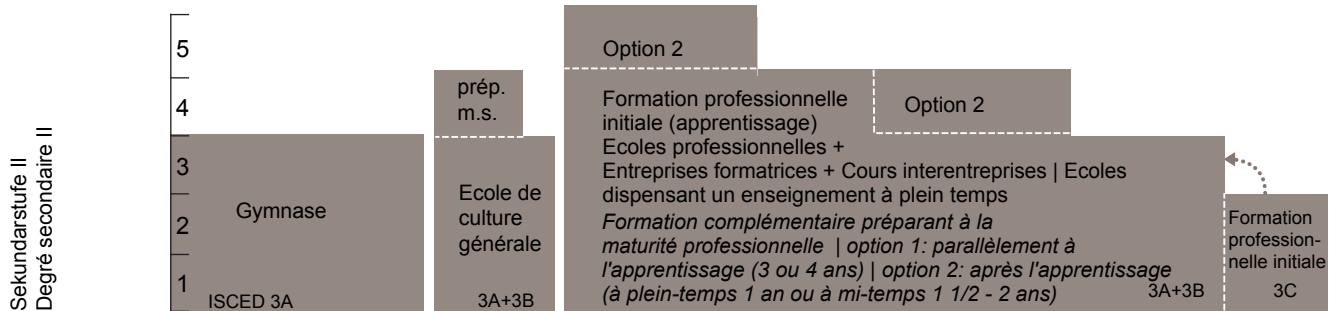 Sekundarstufe II
Degré secondaire II
5
4
3
2
1
Gymnase
ISCED 3A
prép.
m.s.
Ecole de
culture
générale
3A+3B
Option 2
Formation professionnelle
initiale (apprentissage)
Ecoles professionnelles +
Entreprises formatrices + Cours interentreprises | Ecoles
dispensant un enseignement à plein temps
Formation complémentaire préparant à la
maturité professionnelle | option 1: parallèlement à
l'apprentissage (3 ou 4 ans) | option 2: après l'apprentissage
(à plein-temps 1 an ou à mi-temps 1 1/2 - 2 ans)
Option 2
3A+3B
Formation
profession-
nelle initiale
3C